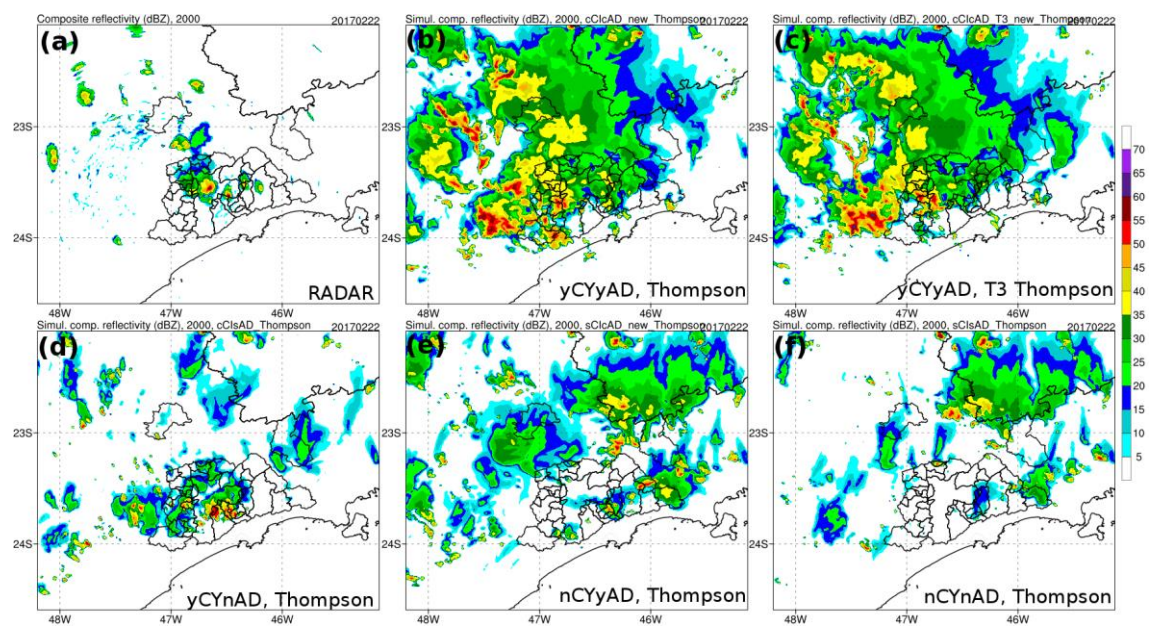 Composite reflectivity (dBZ), 2000 20170222
(a)
23S
24S
RADAR
48W 47W 46W
Simul. comp. reflectivity (dBZ), 2000, cCIcAD_new_Thompson 20170222
(b)
23S
24S
yCYyAD, Thompson
48W 47W 46W
Simul. comp. reflectivity (dBZ), 2000, cCIcAD_T3_new_Thompson 20170222
(c)
23S
24S
yCYyAD, T3 Thompson
48W 47W 46W
70
65
60
55
50
45
40
35
30
25
20
15
10
5
Simul. comp. reflectivity (dBZ), 2000, cCIsAD_Thompson 20170222
(d)
23S
24S
yCYnAD, Thompson
48W 47W 46W
Simul. comp. reflectivity (dBZ), 2000, sCIcAD_new_Thompson 20170222
(e)
23S
24S
nCYyAD, Thompson
48W 47W 46W
Simul. comp. reflectivity (dBZ), 2000, sCIsAD_Thompson 20170222
(f)
23S
24S
nCYnAD, Thompson
48W 47W 46W